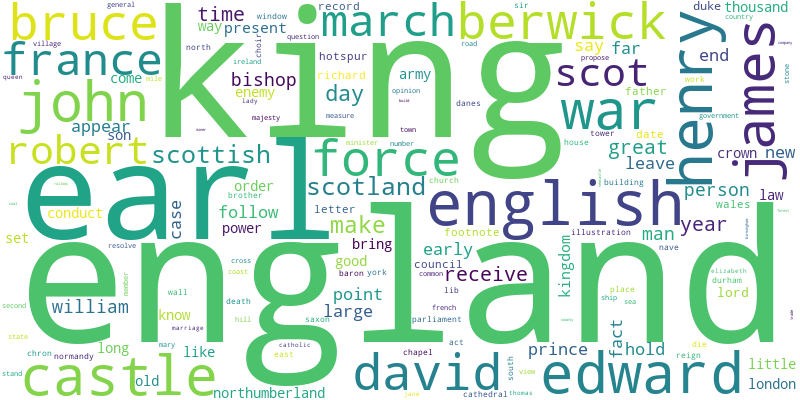 general window sir duke thousand
bruce time record berwick country
way present choir question march say far end
france north hotspur road work
village king scot henry james
queen come bishop richard army enemy father
mile ireland propose stone
john day opinion danes war government
appear lady build date
son majesty measure town tower crown new
robert scottish minister number house great leave
force church
earl order scotland english person law
brother building wales
case follow letter make year
conduct footnote illustration man
set power bring early nave
resolve cross good baron york council receive kingdom
coast common lib elizabeth
member wall death point french durham place
william hill large parliament ship sea lord
know saxon
second england
state marriage act fact
chron normandy mary catholic prince hold reign die
long east chapel south view little
stand like david edward
castle old northumberland cathedral jane thomas london